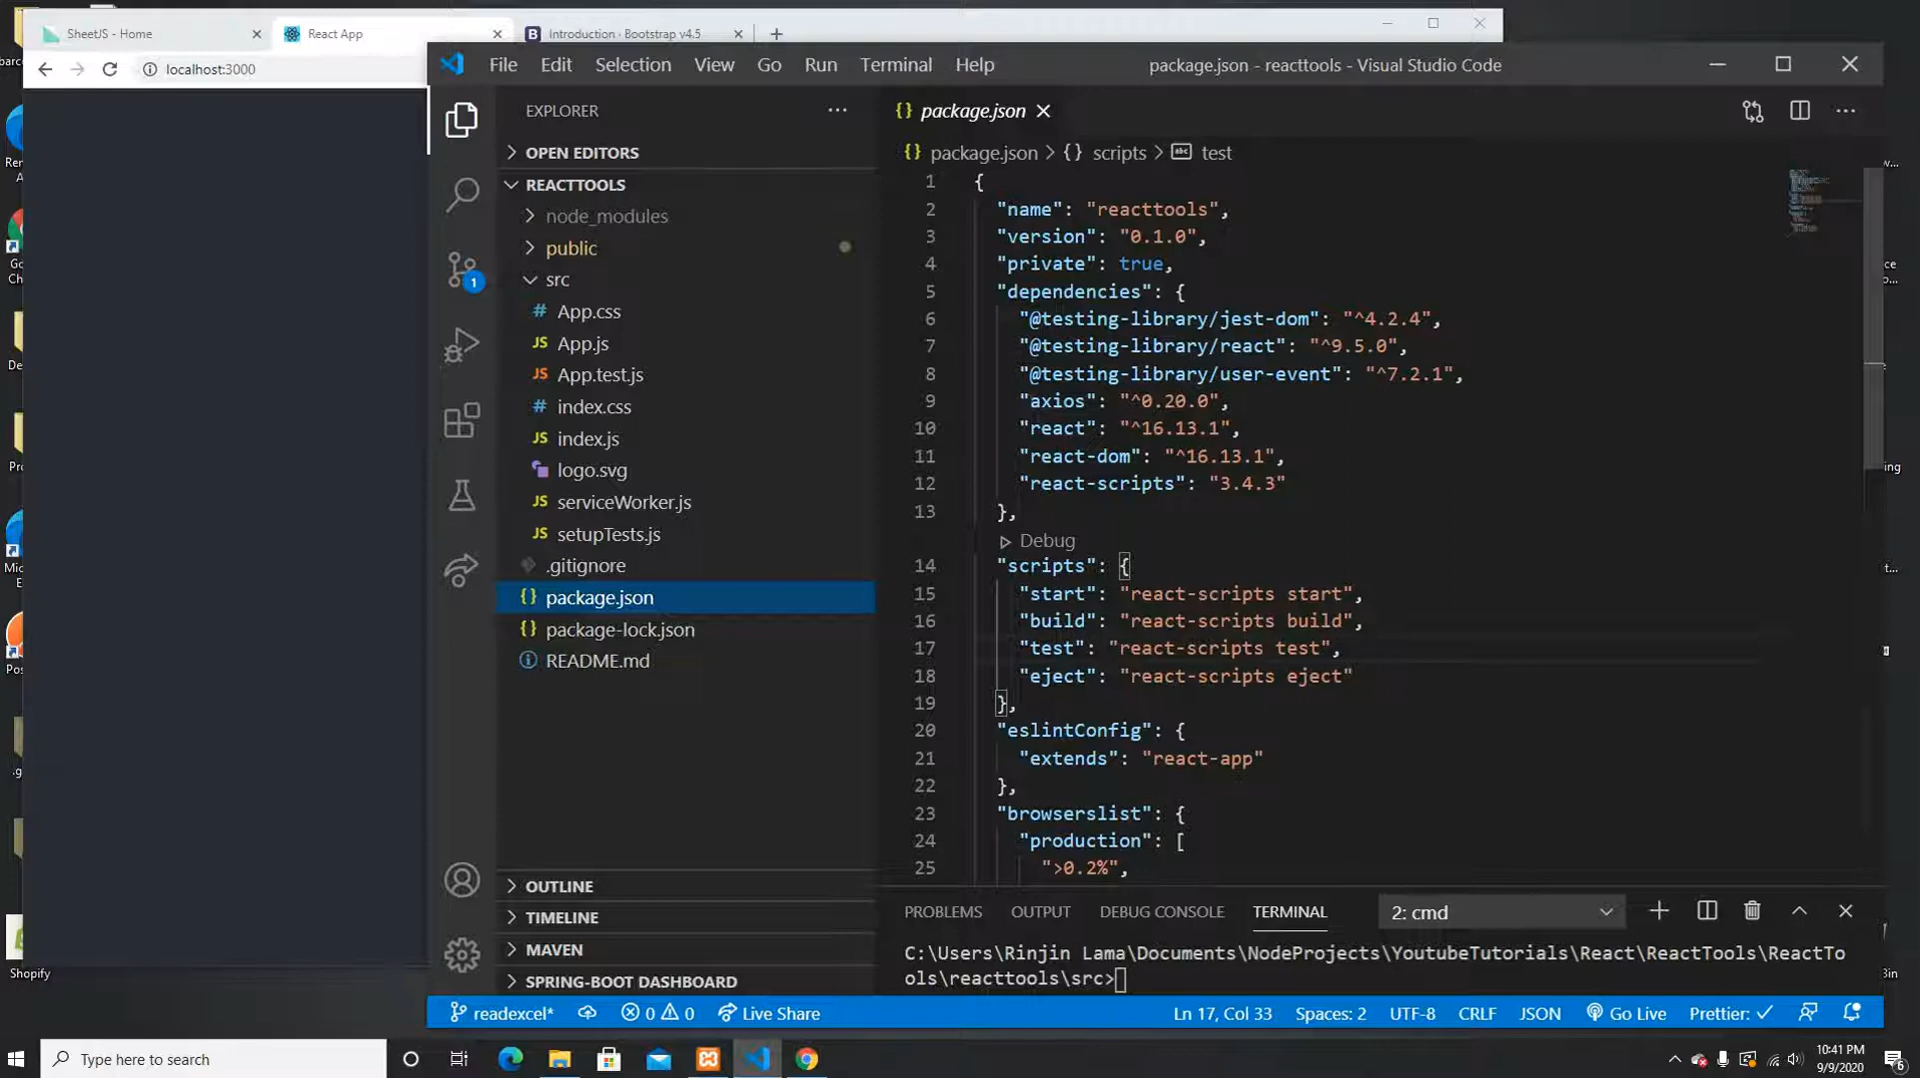 SheetJS - Home
React App
Introduction · Bootstrap v4.5
localhost:3000
File Edit Selection View Go Run Terminal Help
package.json - reacttools - Visual Studio Code
EXPLORER
OPEN EDITORS
REACTTOOLS
node_modules
public
src
App.css
App.js
App.test.js
index.css
index.js
logo.svg
serviceWorker.js
setupTests.js
.gitignore
package.json
package-lock.json
README.md
OUTLINE
TIMELINE
MAVEN
SPRING-BOOT DASHBOARD
1
package.json
package.json > {} scripts > abc test
1 {
2 "name": "reacttools",
3 "version": "0.1.0",
4 "private": true,
5 "dependencies": {
6 "@testing-library/jest-dom": "^4.2.4",
7 "@testing-library/react": "^9.5.0",
8 "@testing-library/user-event": "^7.2.1",
9 "axios": "^0.20.0",
10 "react": "^16.13.1",
11 "react-dom": "^16.13.1",
12 "react-scripts": "3.4.3"
13 },
Debug
14 "scripts": {
15 "start": "react-scripts start",
16 "build": "react-scripts build",
17 "test": "react-scripts test",
18 "eject": "react-scripts eject"
19 },
20 "eslintConfig": {
21 "extends": "react-app"
22 },
23 "browserslist": {
24 "production": [
25 ">0.2%",
PROBLEMS OUTPUT DEBUG CONSOLE TERMINAL 2: cmd
C:\Users\Rinjin Lama\Documents\NodeProjects\YoutubeTutorials\React\ReactTools\ReactTo
ols\reacttools\src>
readexcel* 0 0 Live Share Ln 17, Col 33 Spaces: 2 UTF-8 CRLF JSON Go Live Prettier: ✓
Shopify
Type here to search
10:41 PM
9/9/2020
6